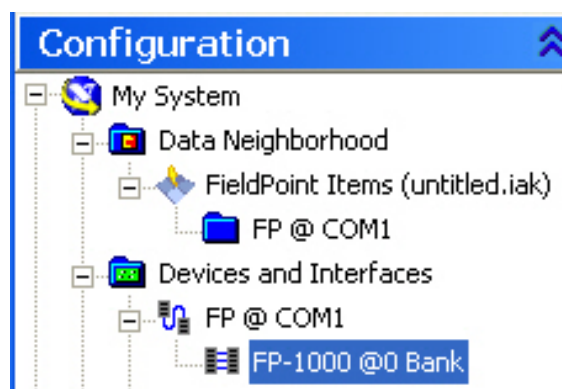 Configuration
My System
Data Neighborhood
FieldPoint Items (untitled.iak)
FP @ COM1
Devices and Interfaces
FP @ COM1
FP-1000 @0 Bank